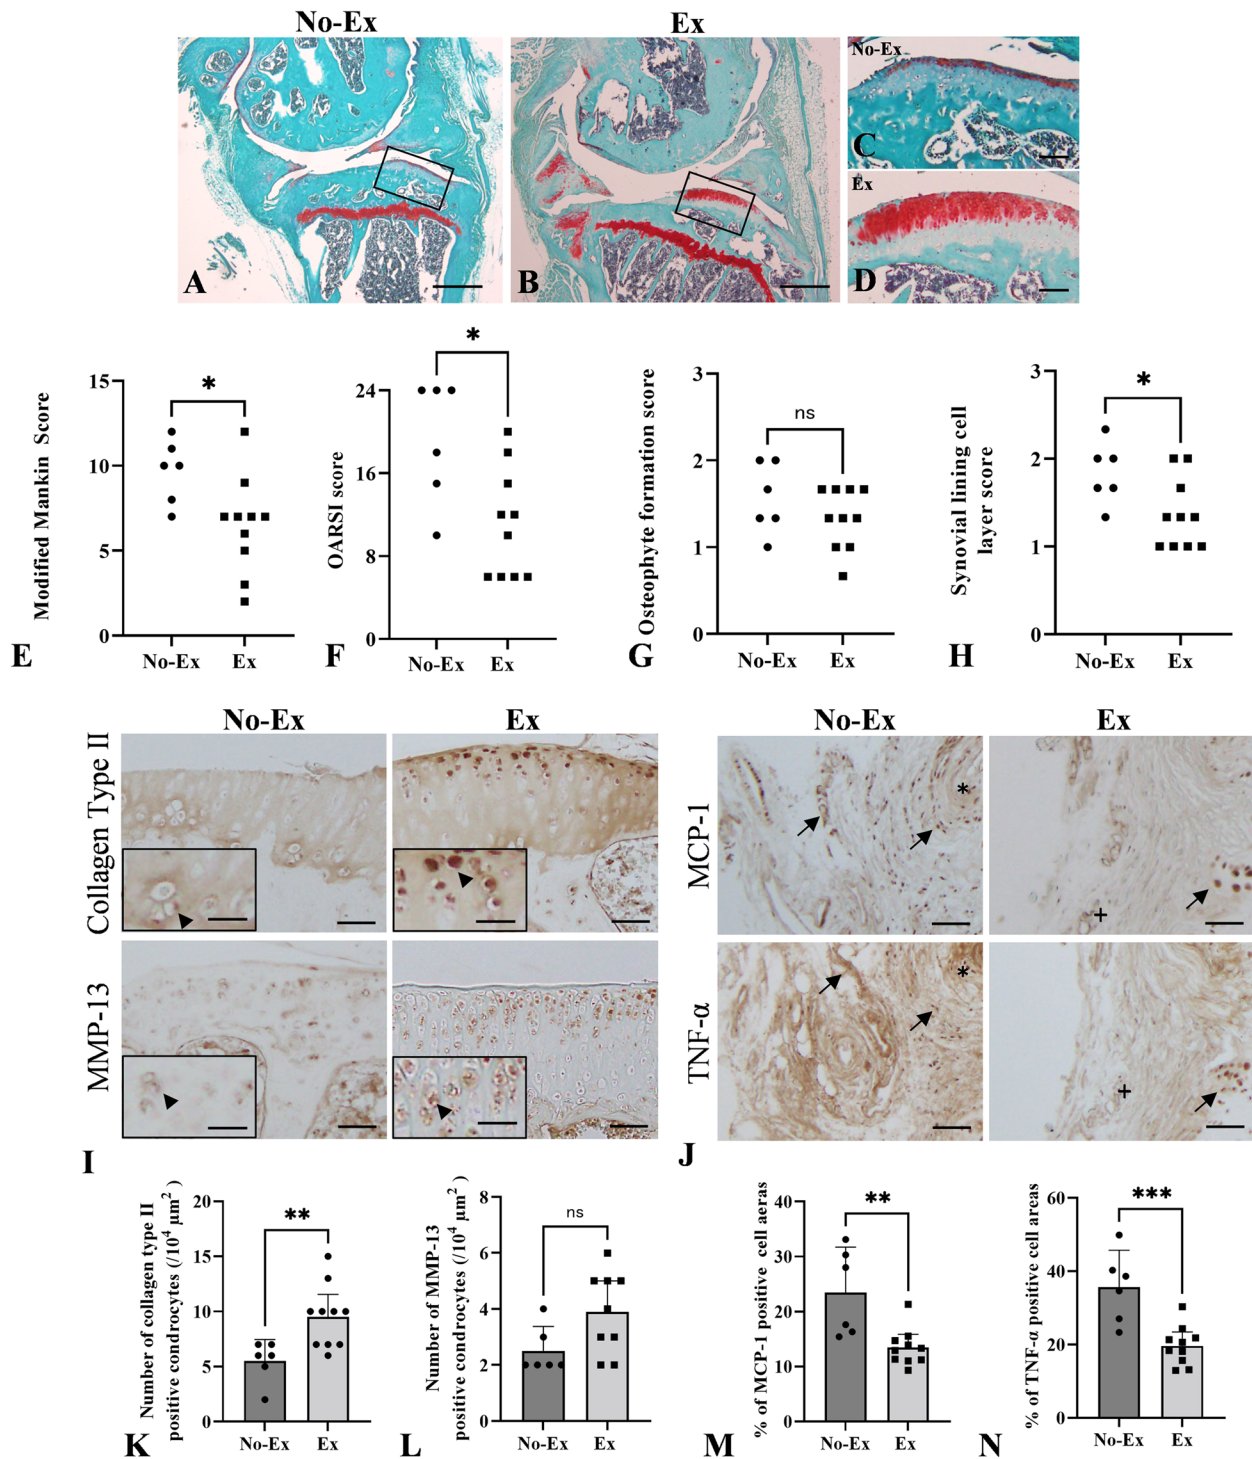 No-Ex
Ex
No-Ex
A
B
C
Ex
D
*
*
*
ns
Modified Mankin Score
15
10
5
0
No-Ex
Ex
E
OARSI score
24
16
8
0
No-Ex
Ex
F
Osteophyte formation score
3
2
1
0
No-Ex
Ex
G
Synovial lining cell
layer score
3
2
1
0
No-Ex
Ex
H
No-Ex
Ex
Collagen Type II
MMP-13
I
No-Ex
Ex
MCP-1
*
+
TNF-α
*
+
J
Number of collagen type II
positive condrocytes (/10⁴ μm² )
20
15
10
5
0
**
No-Ex
Ex
K
Number of MMP-13
positive condrocytes (/10⁴ μm² )
8
6
4
2
0
ns
No-Ex
Ex
L
% of MCP-1 positive cell aeras
40
30
20
10
0
**
No-Ex
Ex
M
% of TNF-α positive cell areas
60
40
20
0
***
No-Ex
Ex
N